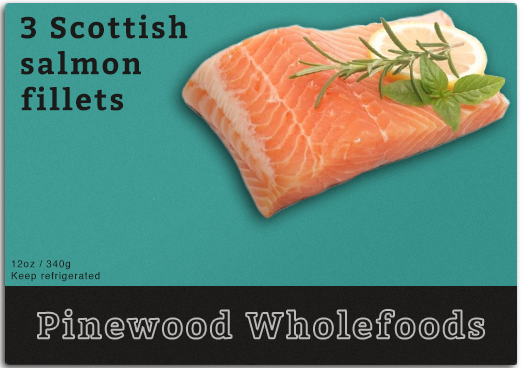 3 Scottish
salmon
fillets
12oz / 340g
Keep refrigerated
Pinewood Wholefoods